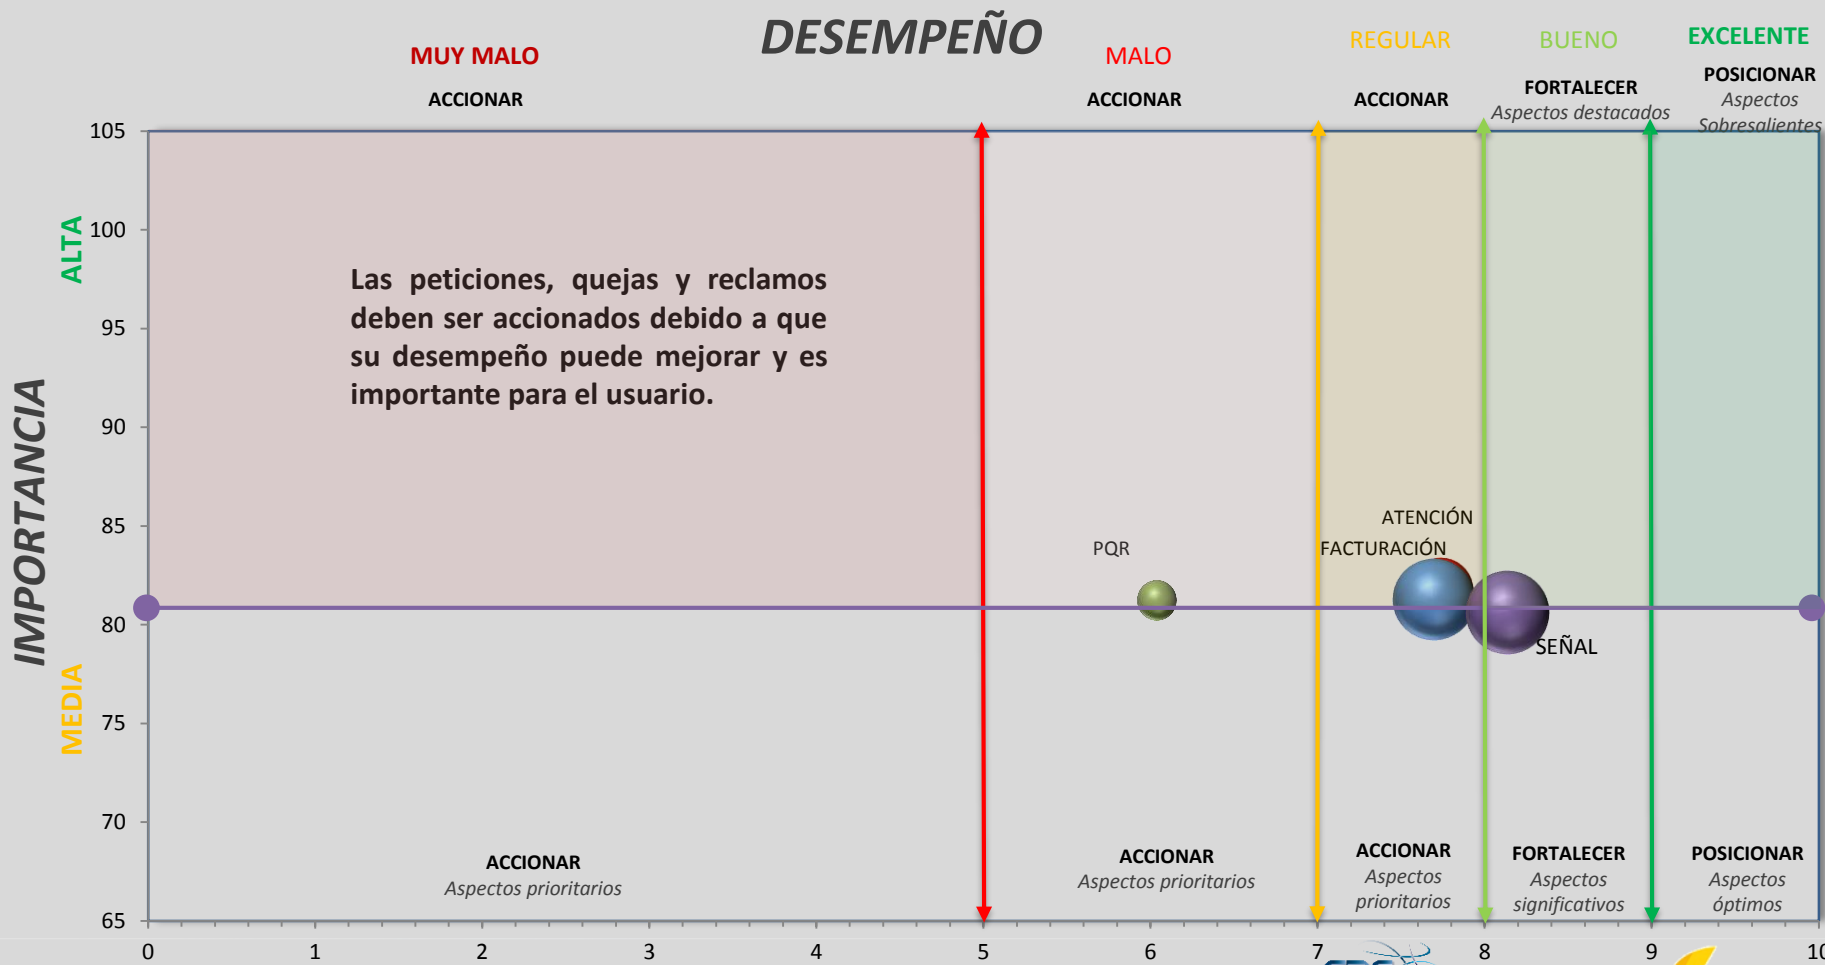 DESEMPEÑO
MUY MALO
MALO
REGULAR
BUENO
EXCELENTE
ACCIONAR
ACCIONAR
ACCIONAR
FORTALECER
Aspectos destacados
POSICIONAR
Aspectos
Sobresalientes
IMPORTANCIA
ALTA
MEDIA
105
100
95
90
85
80
75
70
65
Las peticiones, quejas y reclamos
deben ser accionados debido a que
su desempeño puede mejorar y es
importante para el usuario.
PQR
ATENCIÓN
FACTURACIÓN
SEÑAL
ACCIONAR
Aspectos prioritarios
ACCIONAR
Aspectos prioritarios
ACCIONAR
Aspectos
prioritarios
FORTALECER
Aspectos
significativos
POSICIONAR
Aspectos
óptimos
0 1 2 3 4 5 6 7 8 9 10